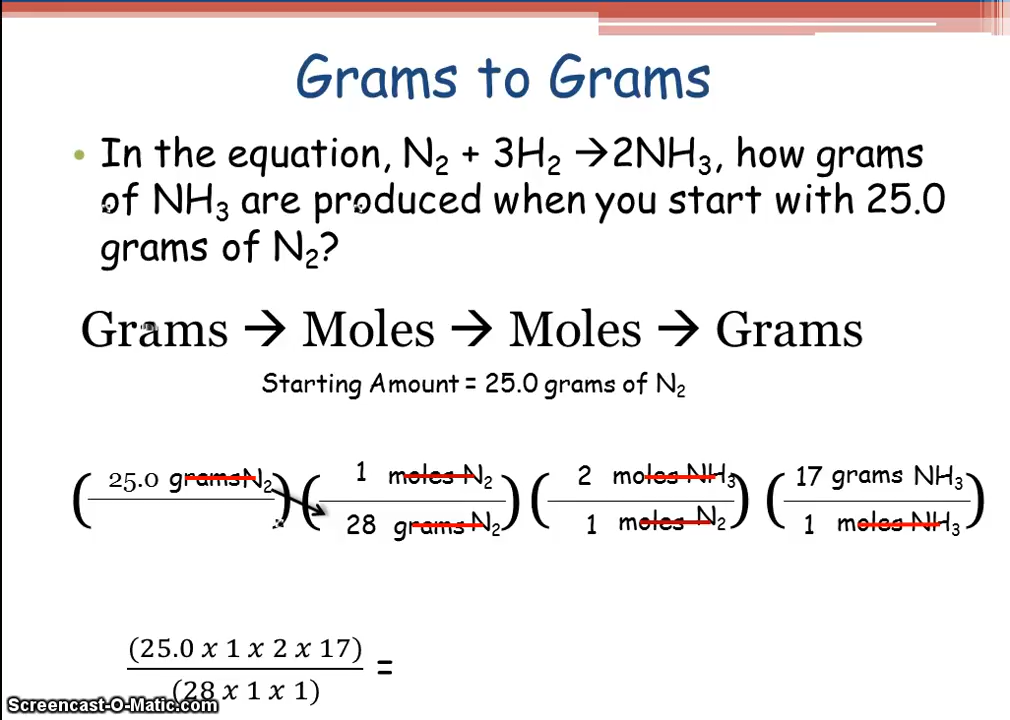 Grams to Grams
• In the equation, N₂ + 3H₂ →2NH₃, how grams
of NH₃ are produced when you start with 25.0
grams of N₂?
Grams → Moles → Moles → Grams
Starting Amount = 25.0 grams of N₂
( 25.0 gramsN₂ ) ( 1 moles N₂ ) ( 2 moles NH₃ ) ( 17 grams NH₃ )
28 grams N₂ 1 moles N₂ 1 moles NH₃
(25.0 x 1 x 2 x 17)
=
(28 x 1 x 1)
Screencast-O-Matic.com